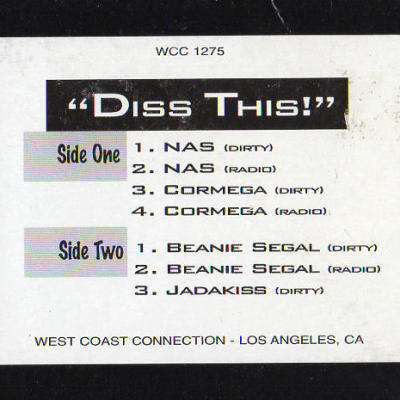 WCC 1275
“DISS THIS!”
Side One
1. NAS (DIRTY)
2. NAS (RADIO)
3. CORMEGA (DIRTY)
4. CORMEGA (RADIO)
Side Two
1. BEANIE SEGAL (DIRTY)
2. BEANIE SEGAL (RADIO)
3. JADAKISS (DIRTY)
WEST COAST CONNECTION - LOS ANGELES, CA